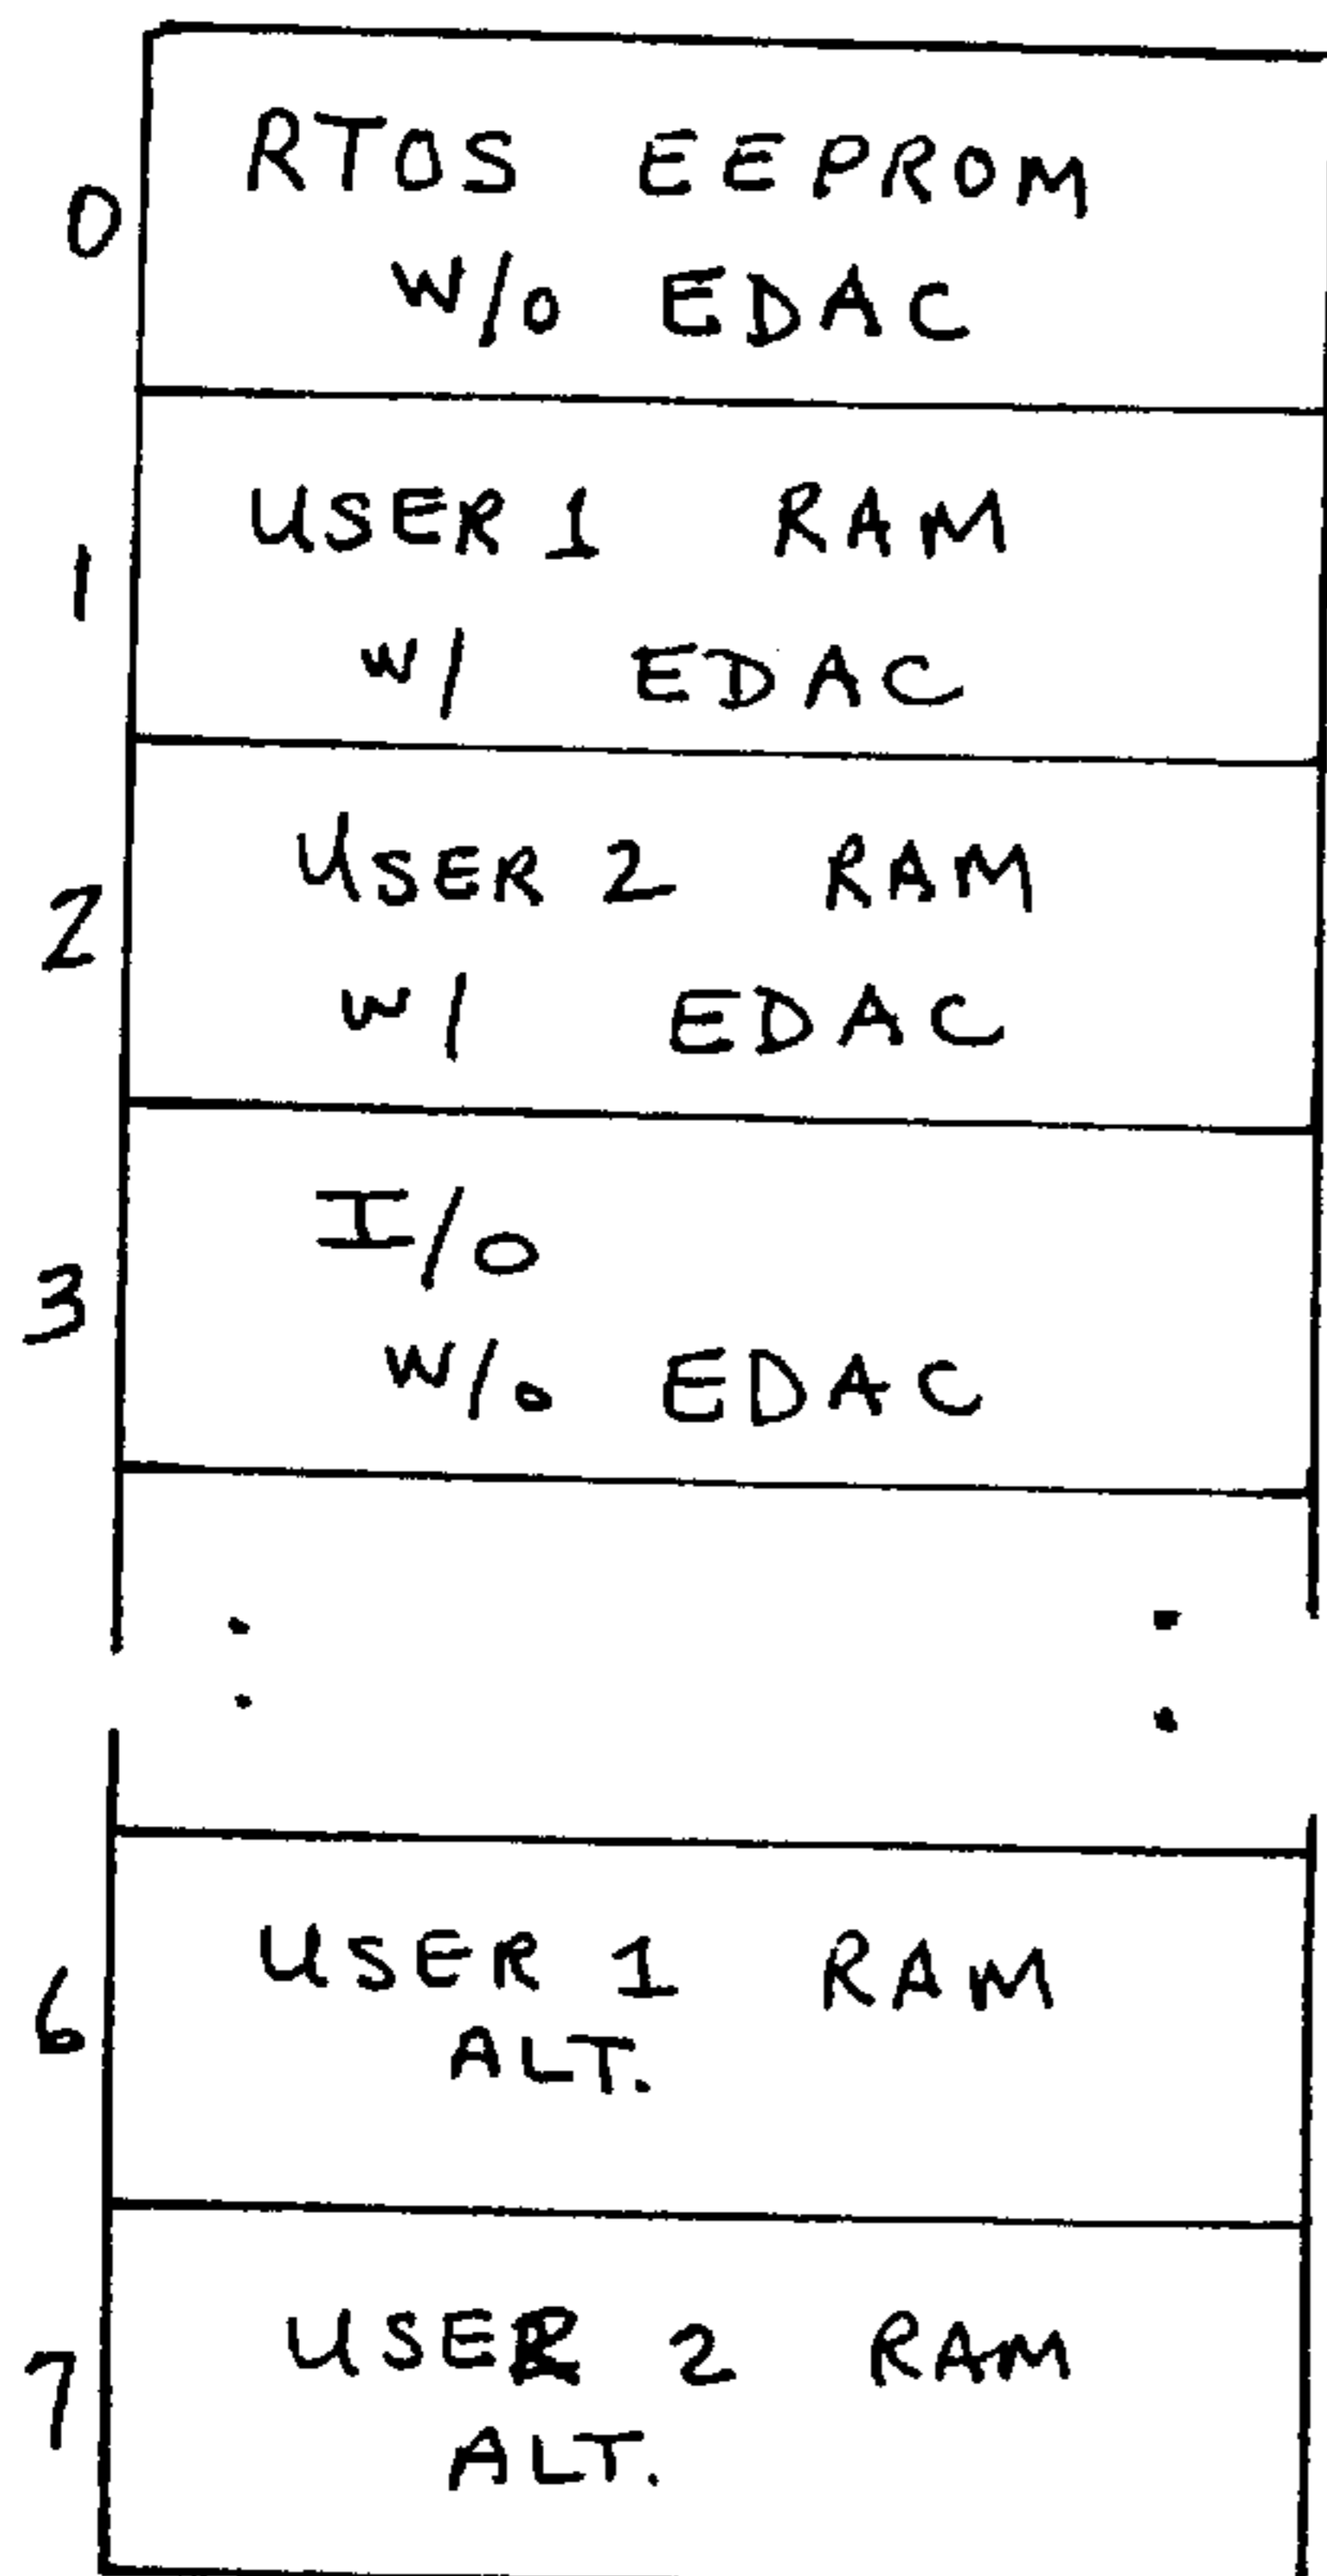 0
RTOS EEPROM
W/O EDAC
1
USER 1 RAM
W/ EDAC
2
USER 2 RAM
W/ EDAC
3
I/O
W/O EDAC
6
USER 1 RAM
ALT.
7
USER 2 RAM
ALT.